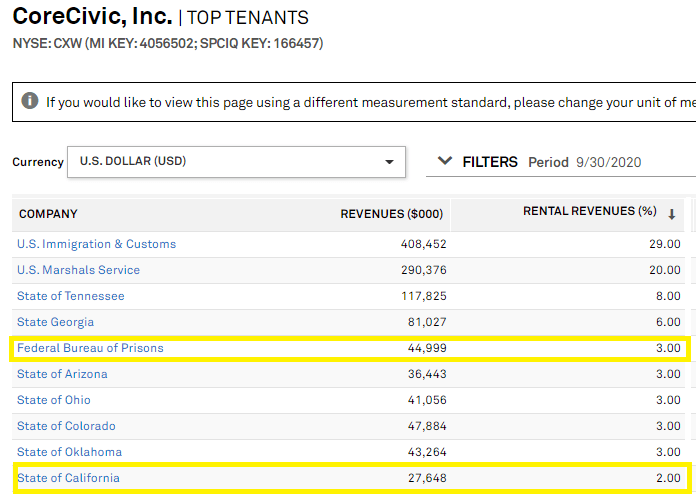 CoreCivic, Inc. | TOP TENANTS
NYSE: CXW (MI KEY: 4056502; SPCIQ KEY: 166457)
If you would like to view this page using a different measurement standard, please change your unit of me
Currency U.S. DOLLAR (USD) FILTERS Period 9/30/2020
COMPANY REVENUES ($000) RENTAL REVENUES (%) ↓
U.S. Immigration & Customs 408,452 29.00
U.S. Marshals Service 290,376 20.00
State of Tennessee 117,825 8.00
State Georgia 81,027 6.00
Federal Bureau of Prisons 44,999 3.00
State of Arizona 36,443 3.00
State of Ohio 41,056 3.00
State of Colorado 47,884 3.00
State of Oklahoma 43,264 3.00
State of California 27,648 2.00